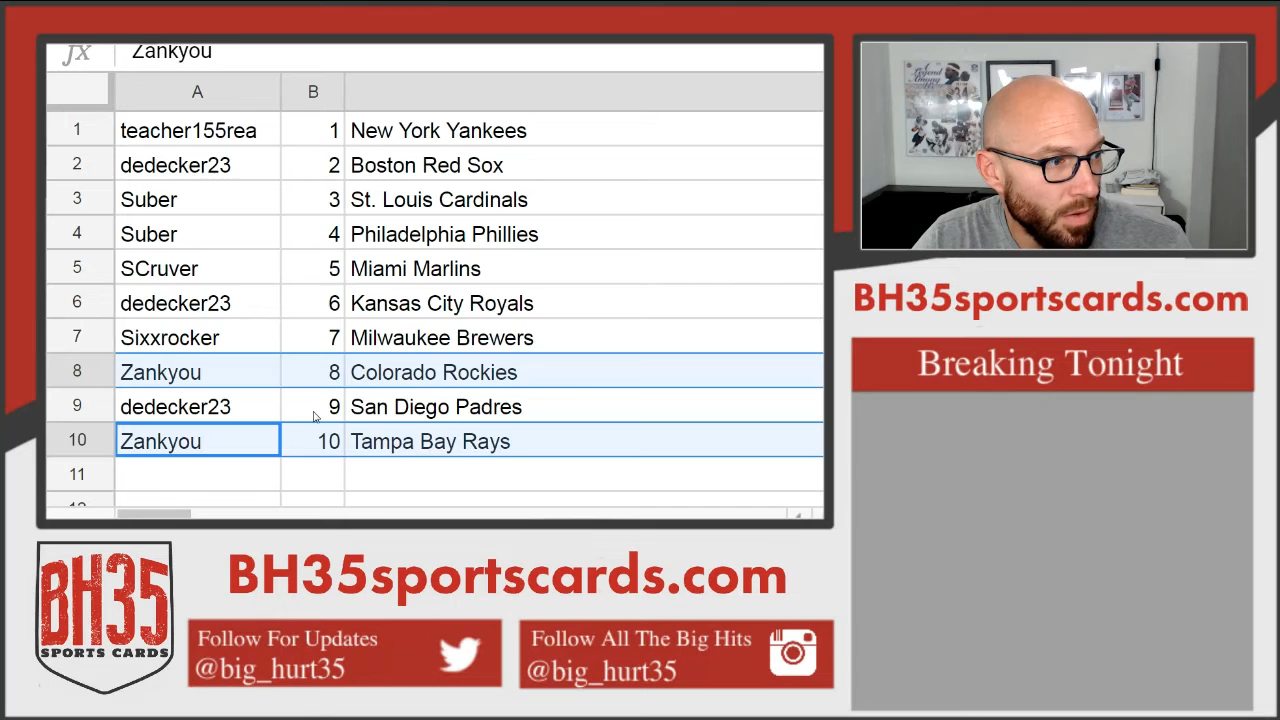 fx Zankyou
A B
1 teacher155rea 1 New York Yankees
2 dedecker23 2 Boston Red Sox
3 Suber 3 St. Louis Cardinals
4 Suber 4 Philadelphia Phillies
5 SCruver 5 Miami Marlins
6 dedecker23 6 Kansas City Royals
7 Sixxrocker 7 Milwaukee Brewers
8 Zankyou 8 Colorado Rockies
9 dedecker23 9 San Diego Padres
10 Zankyou 10 Tampa Bay Rays
11
BH35sportscards.com
Breaking Tonight
BH35
SPORTS CARDS
BH35sportscards.com
Follow For Updates
@big_hurt35
Follow All The Big Hits
@big_hurt35